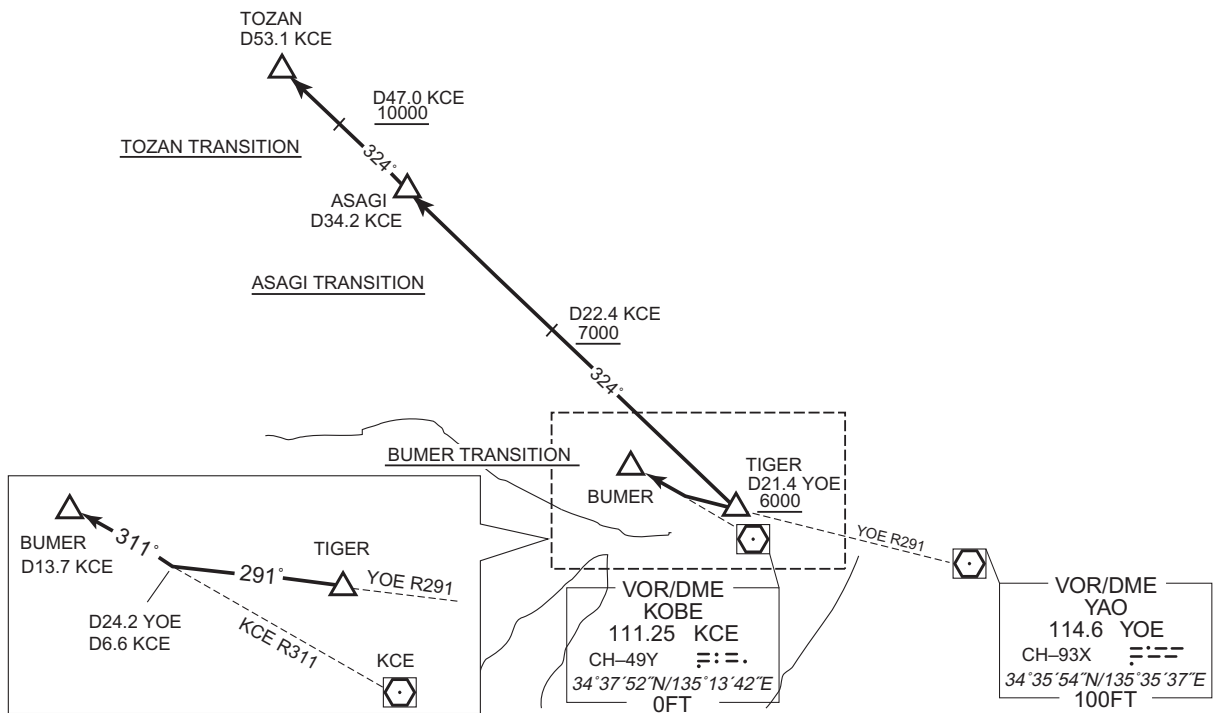 TOZAN
D53.1 KCE
D47.0 KCE
10000
TOZAN TRANSITION
324°
ASAGI
D34.2 KCE
ASAGI TRANSITION
D22.4 KCE
7000
324°
BUMER TRANSITION
BUMER
TIGER
D21.4 YOE
6000
YOE R291
BUMER
D13.7 KCE
311°
291°
TIGER
YOE R291
D24.2 YOE
D6.6 KCE
KCE R311
KCE
VOR/DME
KOBE
111.25 KCE
CH–49Y
34°37´52˝N/135°13´42˝E
0FT
VOR/DME
YAO
114.6 YOE
CH–93X
34°35´54˝N/135°35´37˝E
100FT